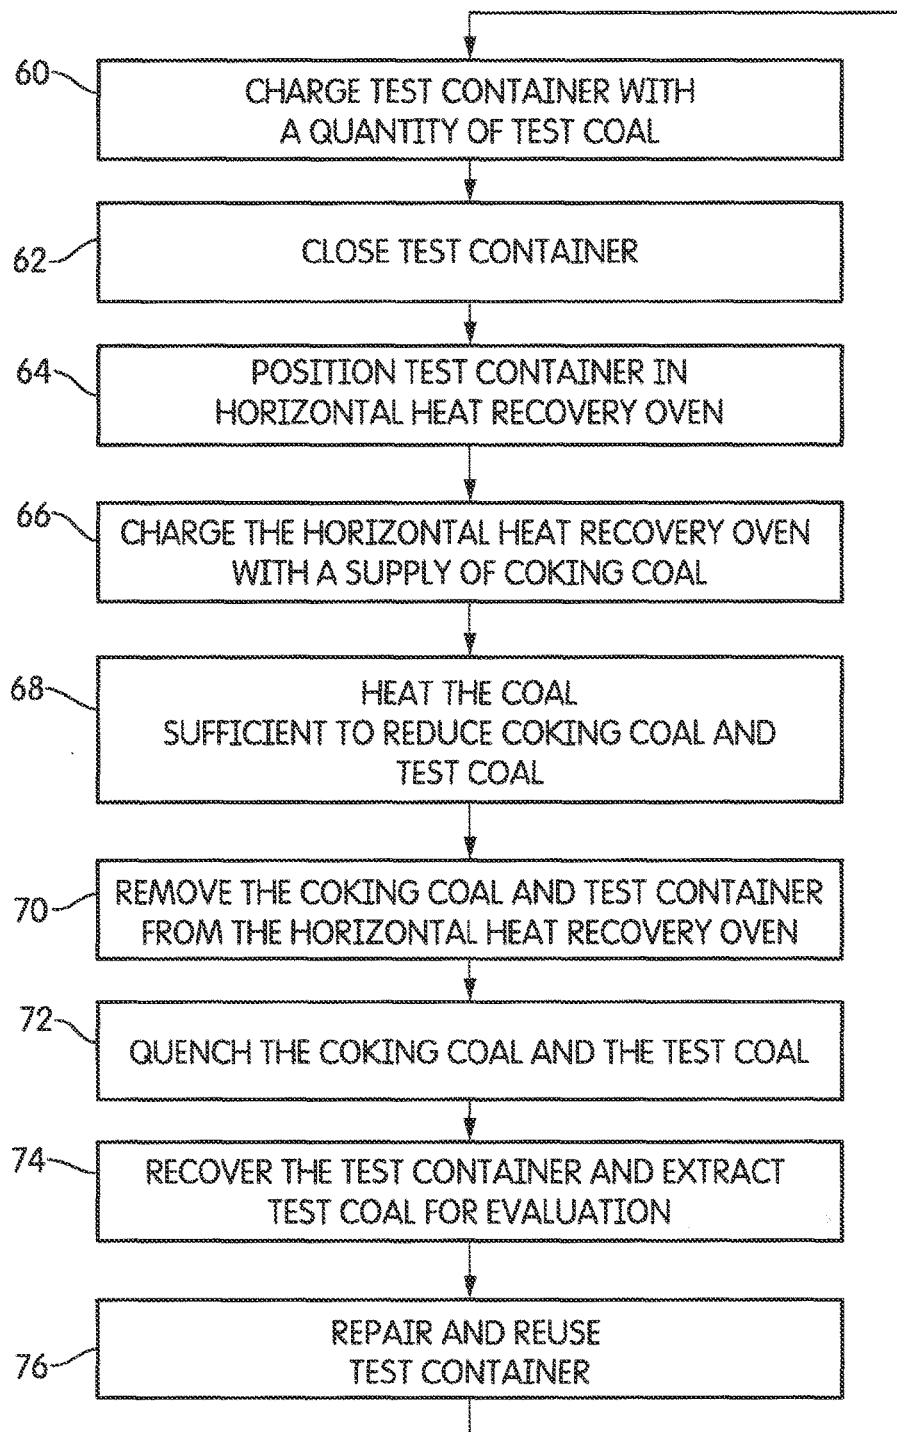 60
CHARGE TEST CONTAINER WITH
A QUANTITY OF TEST COAL
62
CLOSE TEST CONTAINER
64
POSITION TEST CONTAINER IN
HORIZONTAL HEAT RECOVERY OVEN
66
CHARGE THE HORIZONTAL HEAT RECOVERY OVEN
WITH A SUPPLY OF COKING COAL
68
HEAT THE COAL
SUFFICIENT TO REDUCE COKING COAL AND
TEST COAL
70
REMOVE THE COKING COAL AND TEST CONTAINER
FROM THE HORIZONTAL HEAT RECOVERY OVEN
72
QUENCH THE COKING COAL AND THE TEST COAL
74
RECOVER THE TEST CONTAINER AND EXTRACT
TEST COAL FOR EVALUATION
76
REPAIR AND REUSE
TEST CONTAINER